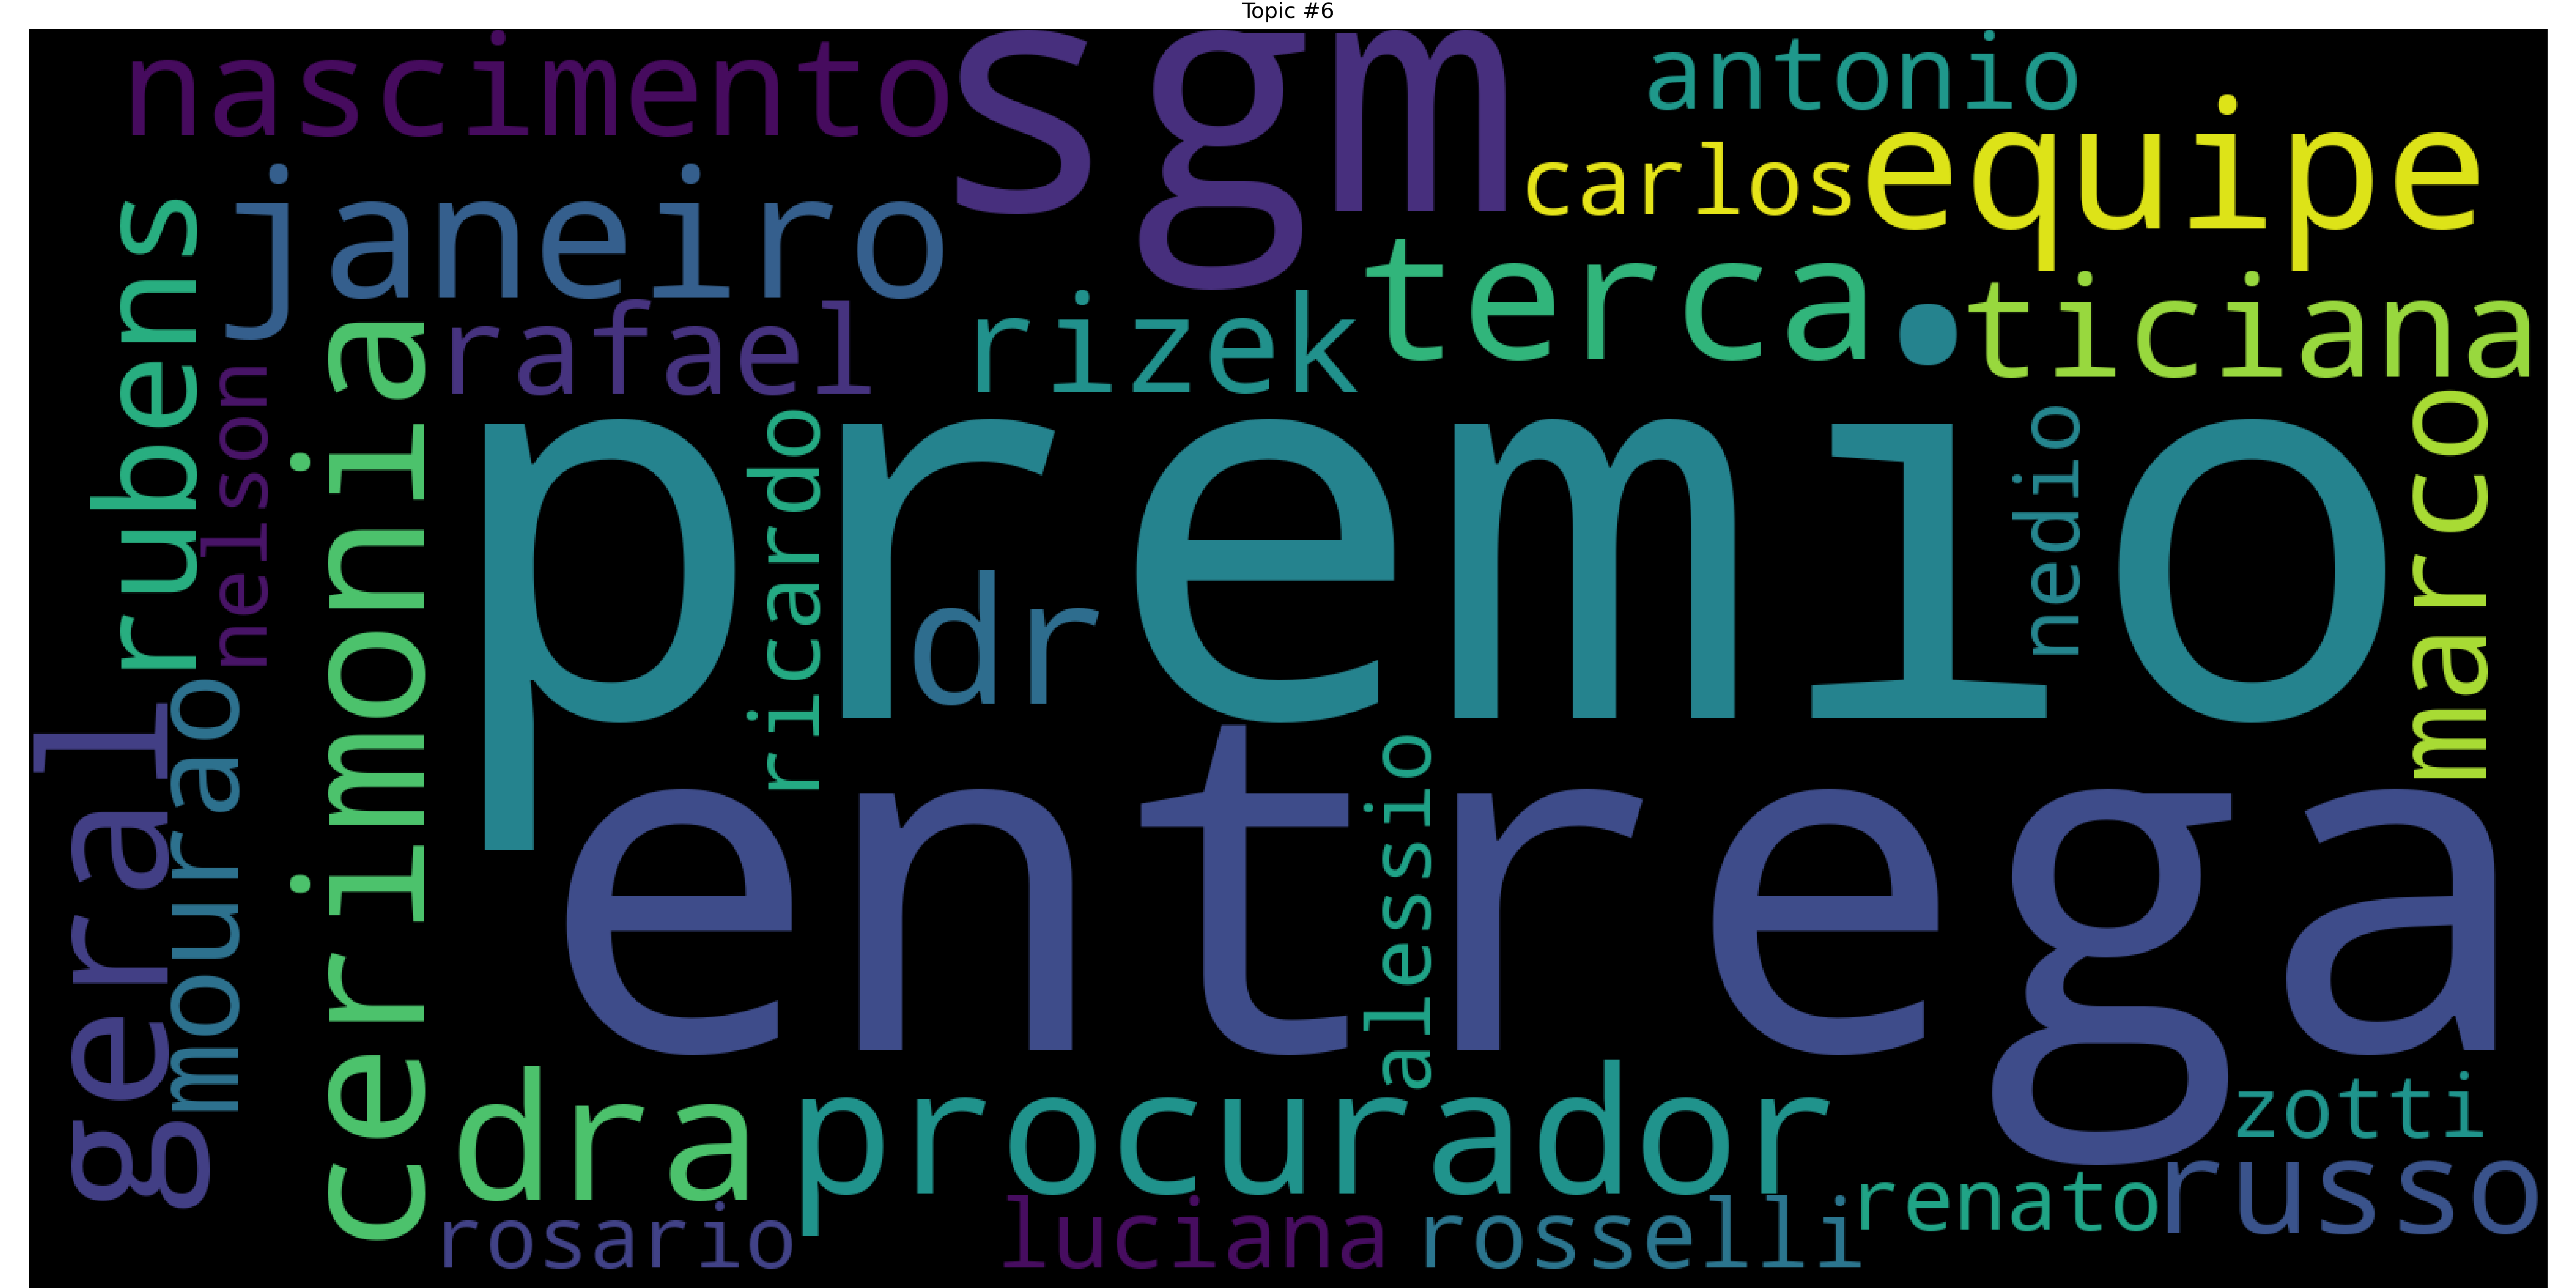 Topic #6
nascimento
sgm
antonio
carlos
equipe
janeiro
rubens
terca
ticiana
rafael
rizek
nelson
cerimonia
premio
ricardo
dr
nedio
marco
geral
mourao
entrega
alessio
dra
procurador
zotti
renato
russo
rosario
luciana
rosselli